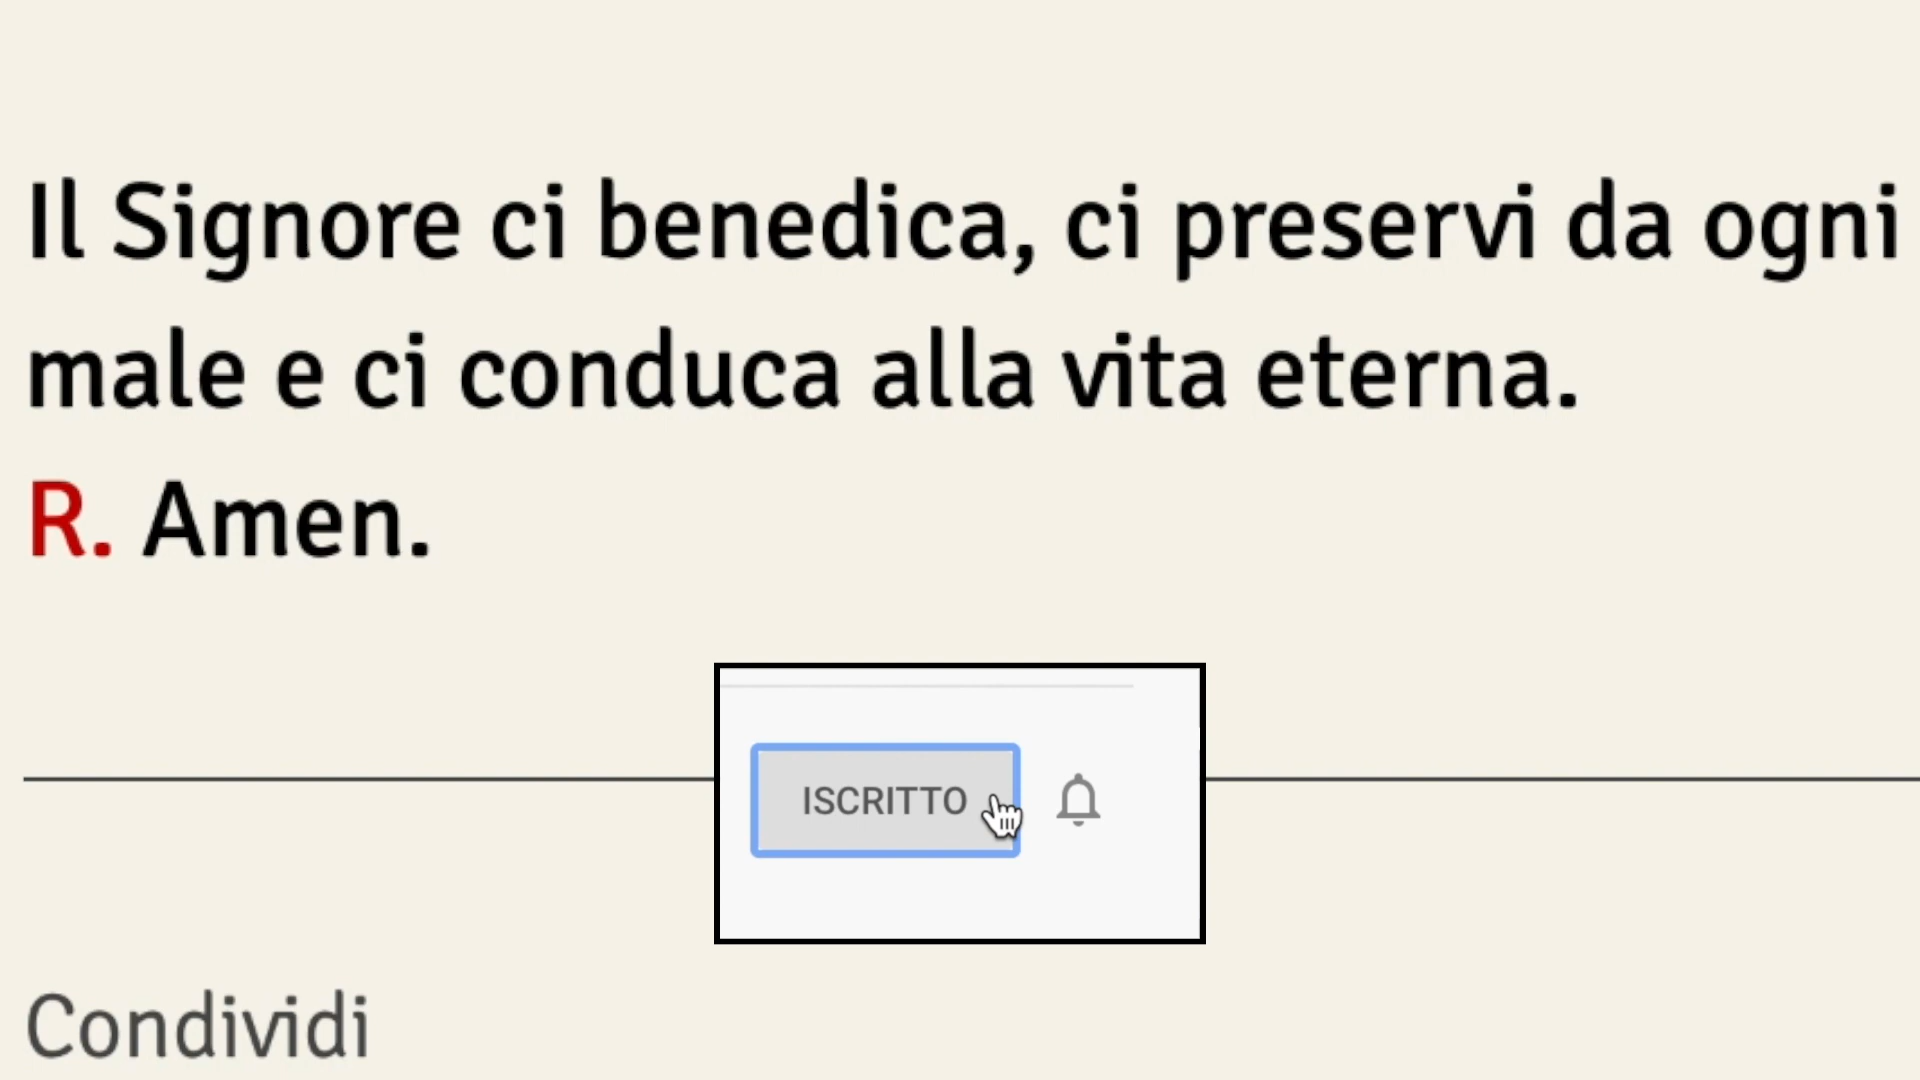 Il Signore ci benedica, ci preservi da ogni
male e ci conduca alla vita eterna.
R. Amen.
ISCRITTO
Condividi